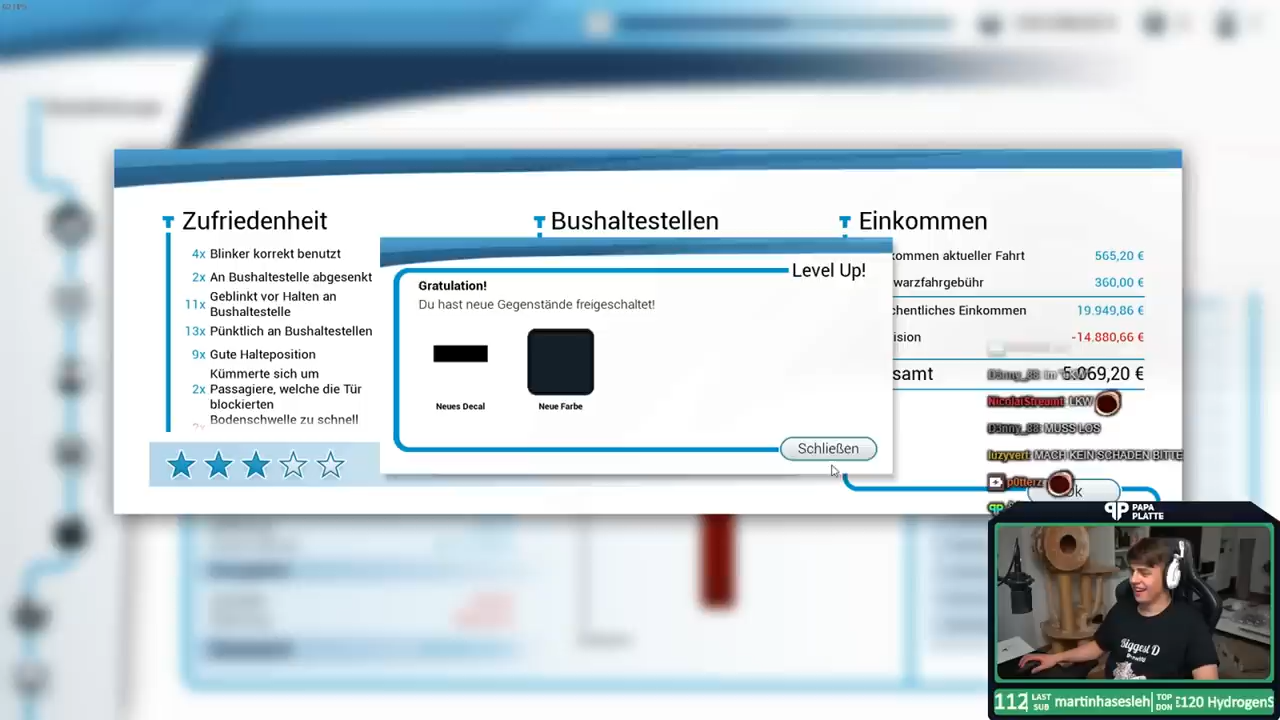 Zufriedenheit
4x Blinker korrekt benutzt
2x An Bushaltestelle abgesenkt
11x Geblinkt vor Halten an
Bushaltestelle
13x Pünktlich an Bushaltestellen
9x Gute Halteposition
Kümmerte sich um
2x Passagiere, welche die Tür
blockierten
Bodenschwelle zu schnell
Bushaltestellen
Level Up!
Gratulation!
Du hast neue Gegenstände freigeschaltet!
Neues Decal
Neue Farbe
Schließen
Einkommen
kommen aktueller Fahrt 565,20 €
warzfahrgebühr 360,00 €
chentliches Einkommen 19.949,86 €
ision -14.880,66 €
samt 5.069,20 €
D3nny_88: im
NicolaiStreamt: LKW
D3nny_88: MUSS LOS
luzyvert: MACH KEIN SCHADEN BITTE
p0tterz
Ok
PAPA
PLATTE
Biggest D
112 LAST
SUB martinhasesleh TOP
DON £120 HydrogenS